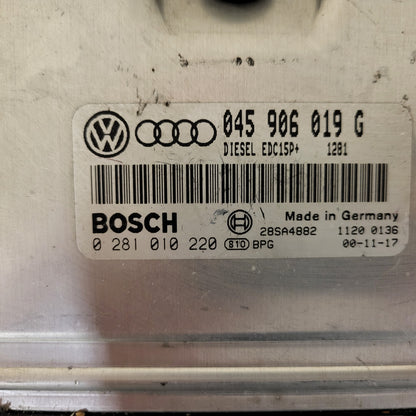 045 906 019 G
DIESEL EDC15P+ 1281
BOSCH
Made in Germany
28SA4882 1120 0136
0 281 010 220 810 BPG 00-11-17